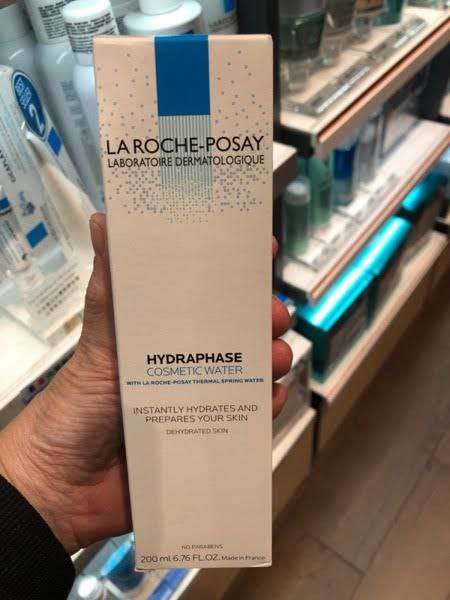 LA ROCHE-POSAY
LABORATOIRE DERMATOLOGIQUE
HYDRAPHASE
COSMETIC WATER
WITH LA ROCHE-POSAY THERMAL SPRING WATER
INSTANTLY HYDRATES AND
PREPARES YOUR SKIN
DEHYDRATED SKIN
NO PARABENS
200 ml 6.76 FL.OZ. Made in France